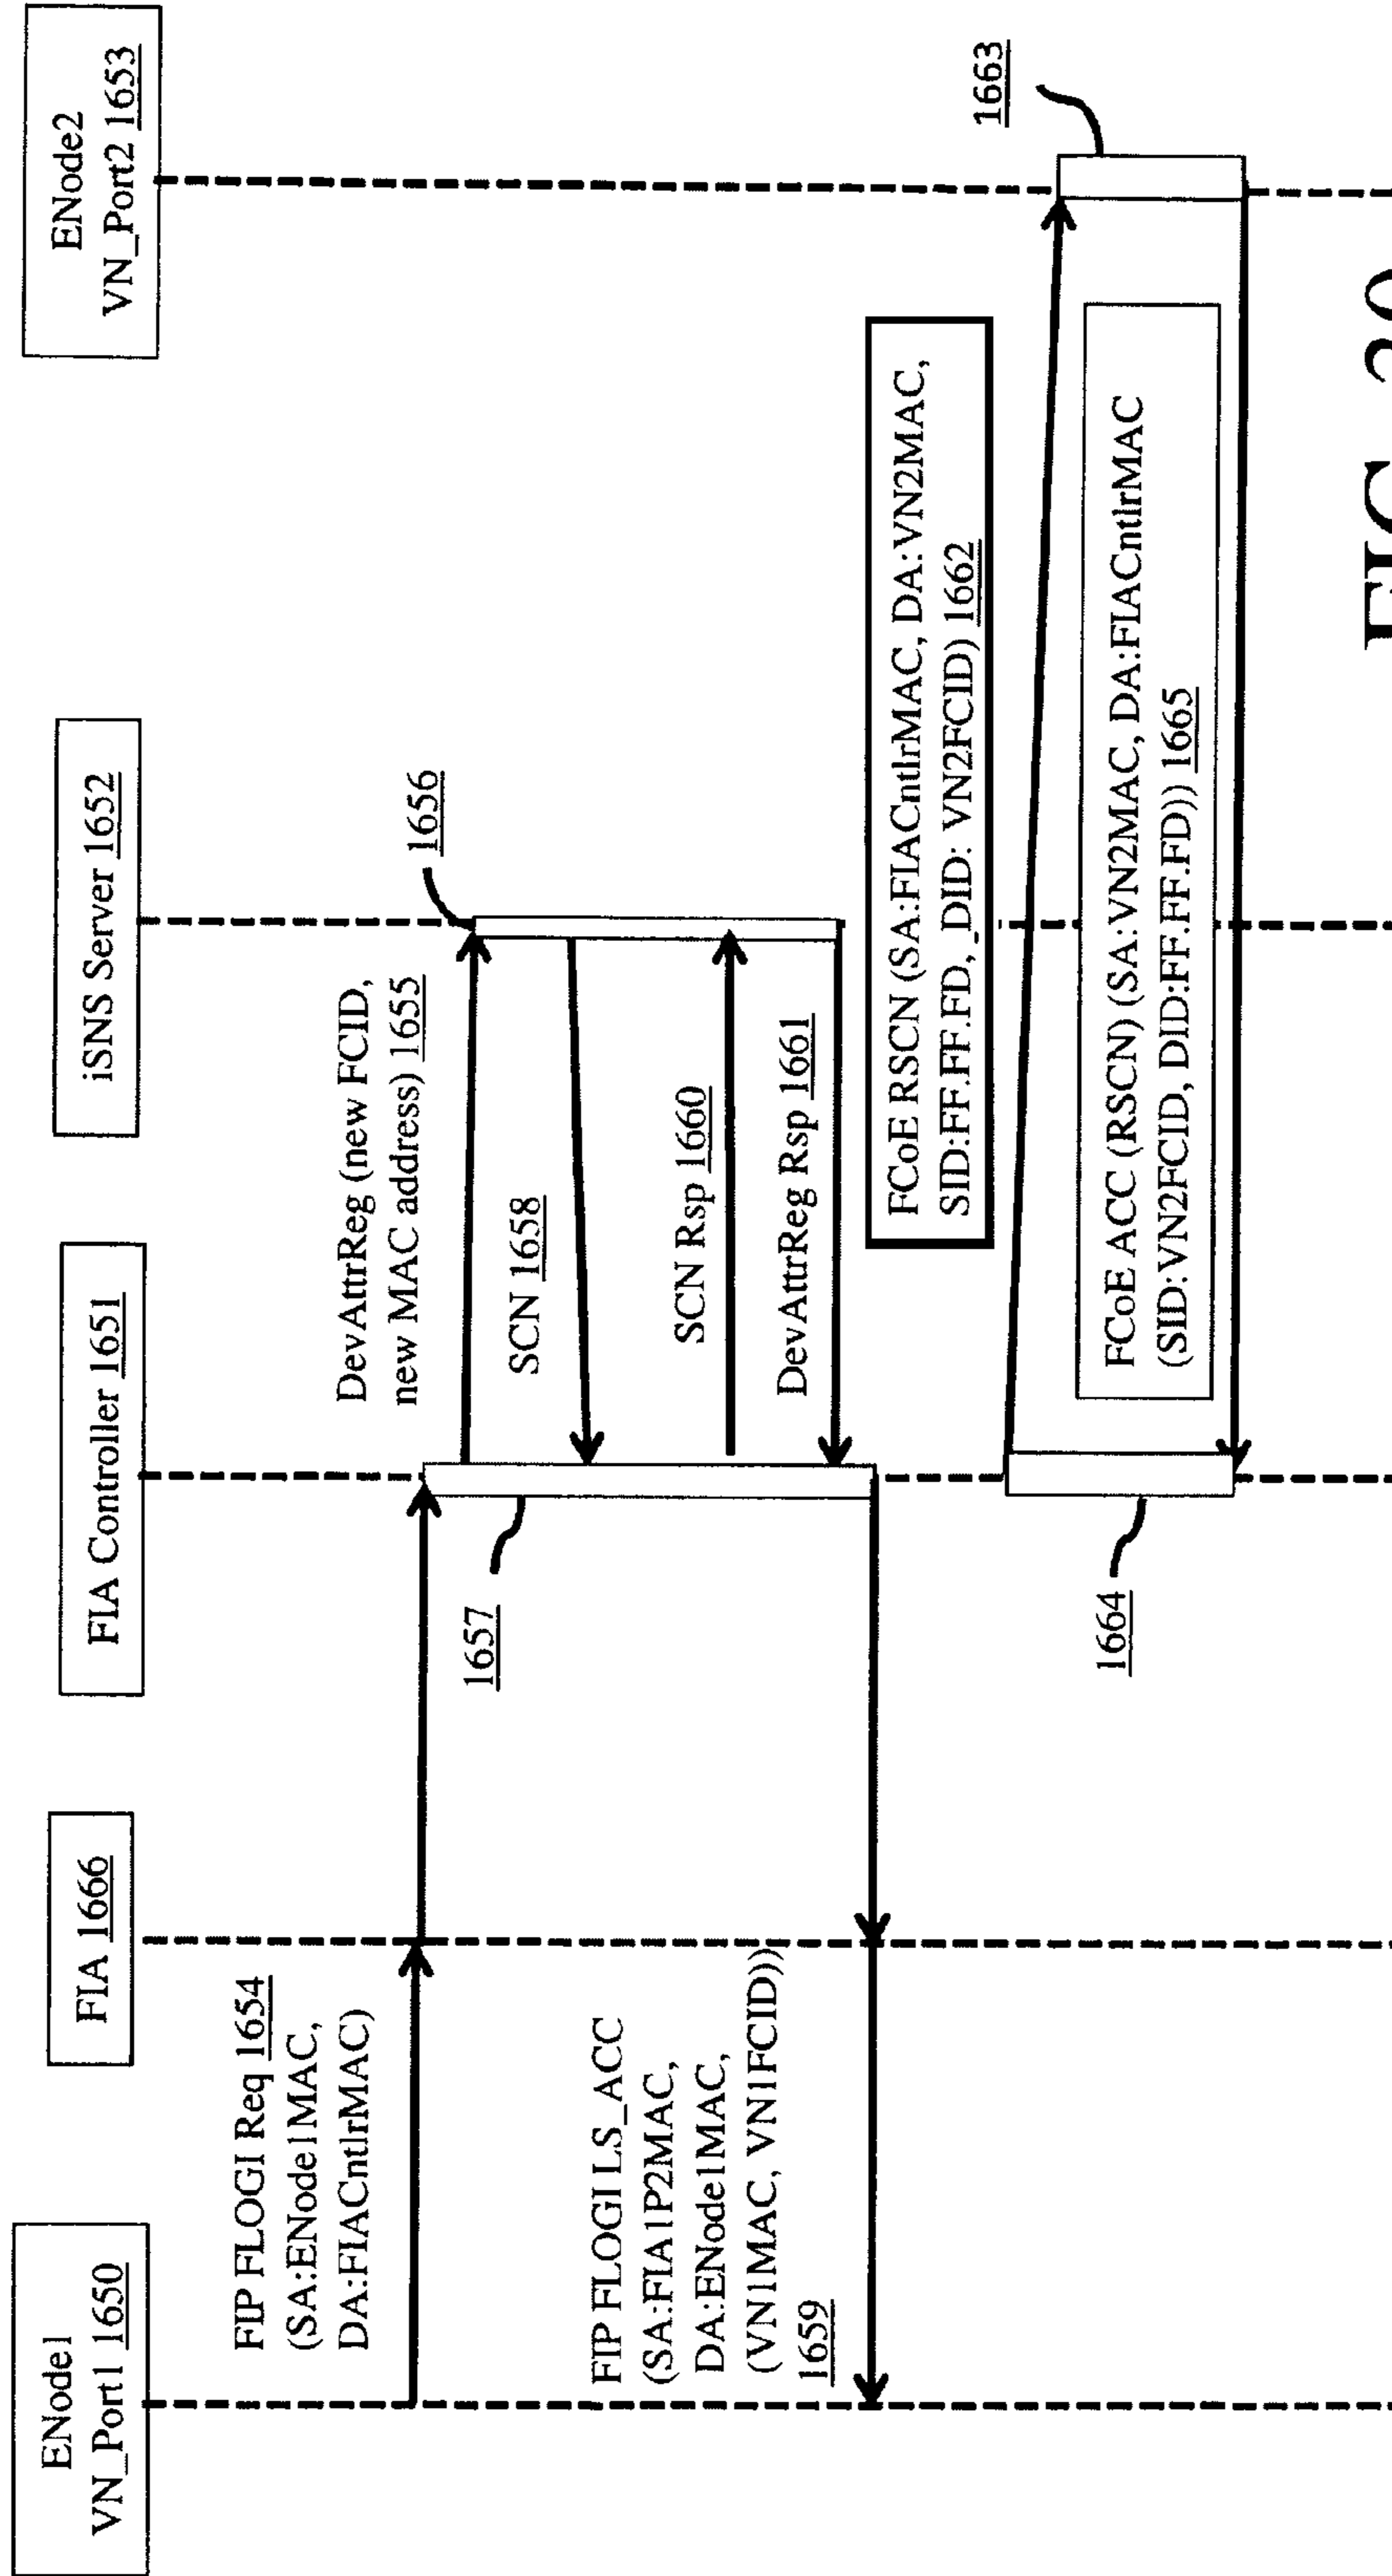 ENode1
VN_Port1 1650
FIA 1666
FIA Controller 1651
iSNS Server 1652
ENode2
VN_Port2 1653
FIP FLOGI Req 1654
(SA:ENode1MAC,
DA:FIACntlrMAC)
DevAttrReg (new FCID,
new MAC address) 1655
1656
1657
SCN 1658
FIP FLOGI LS_ACC
(SA:FIA1P2MAC,
DA:ENode1MAC,
(VN1MAC, VN1FCID))
1659
SCN Rsp 1660
DevAttrReg Rsp 1661
FCoE RSCN (SA:FIACntlrMAC, DA:VN2MAC,
SID:FF.FF.FD,_DID: VN2FCID) 1662
1663
1664
FCoE ACC (RSCN) (SA:VN2MAC, DA:FIACntlrMAC
(SID:VN2FCID, DID:FF.FF.FD)) 1665